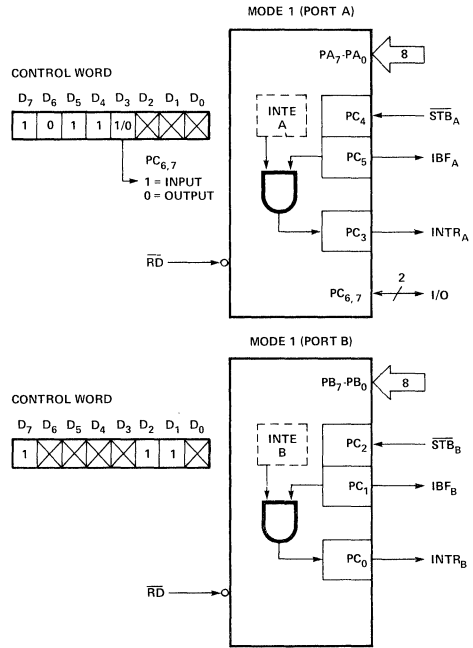 MODE 1 (PORT A)
PA7-PA0
8
CONTROL WORD
D7 D6 D5 D4 D3 D2 D1 D0
1 0 1 1 1/0
PC6,7
1 = INPUT
0 = OUTPUT
INTE
A
PC4
STBA
PC5
IBFA
PC3
INTRA
RD
PC6,7
2
I/O
MODE 1 (PORT B)
PB7-PB0
8
CONTROL WORD
D7 D6 D5 D4 D3 D2 D1 D0
1 1 1
INTE
B
PC2
STBB
PC1
IBFB
PC0
INTRB
RD